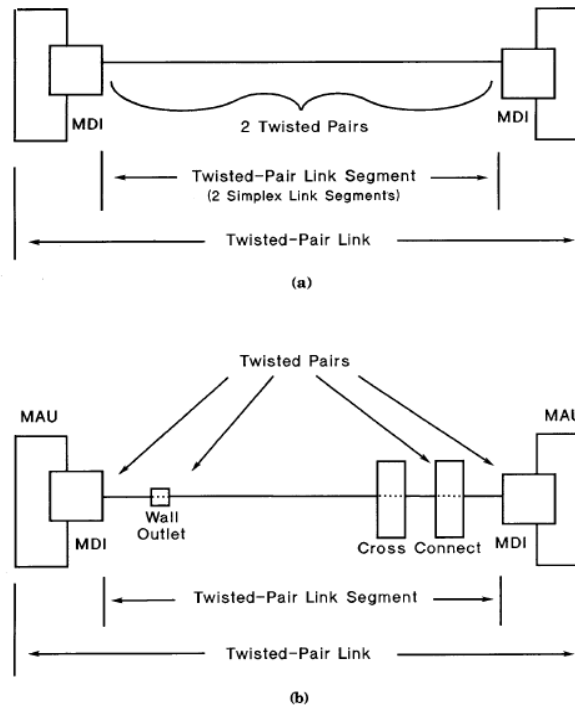 MDI
MDI
2 Twisted Pairs
Twisted-Pair Link Segment
(2 Simplex Link Segments)
Twisted-Pair Link
(a)
Twisted Pairs
MAU
MAU
Wall
Outlet
MDI
Cross Connect
MDI
Twisted-Pair Link Segment
Twisted-Pair Link
(b)